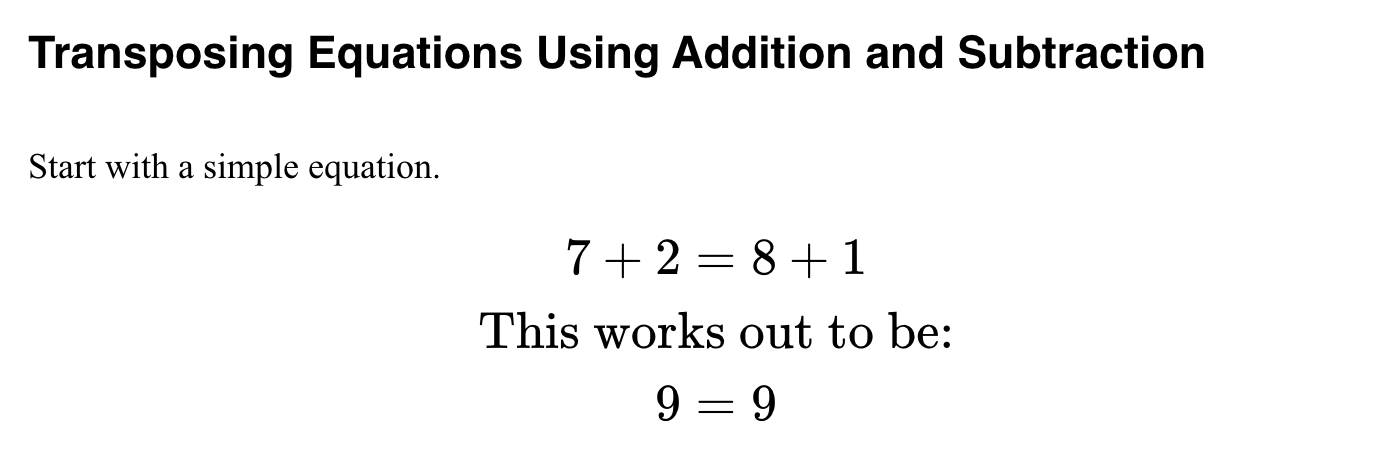 Transposing Equations Using Addition and Subtraction
Start with a simple equation.
7 + 2 = 8 + 1
This works out to be:
9 = 9